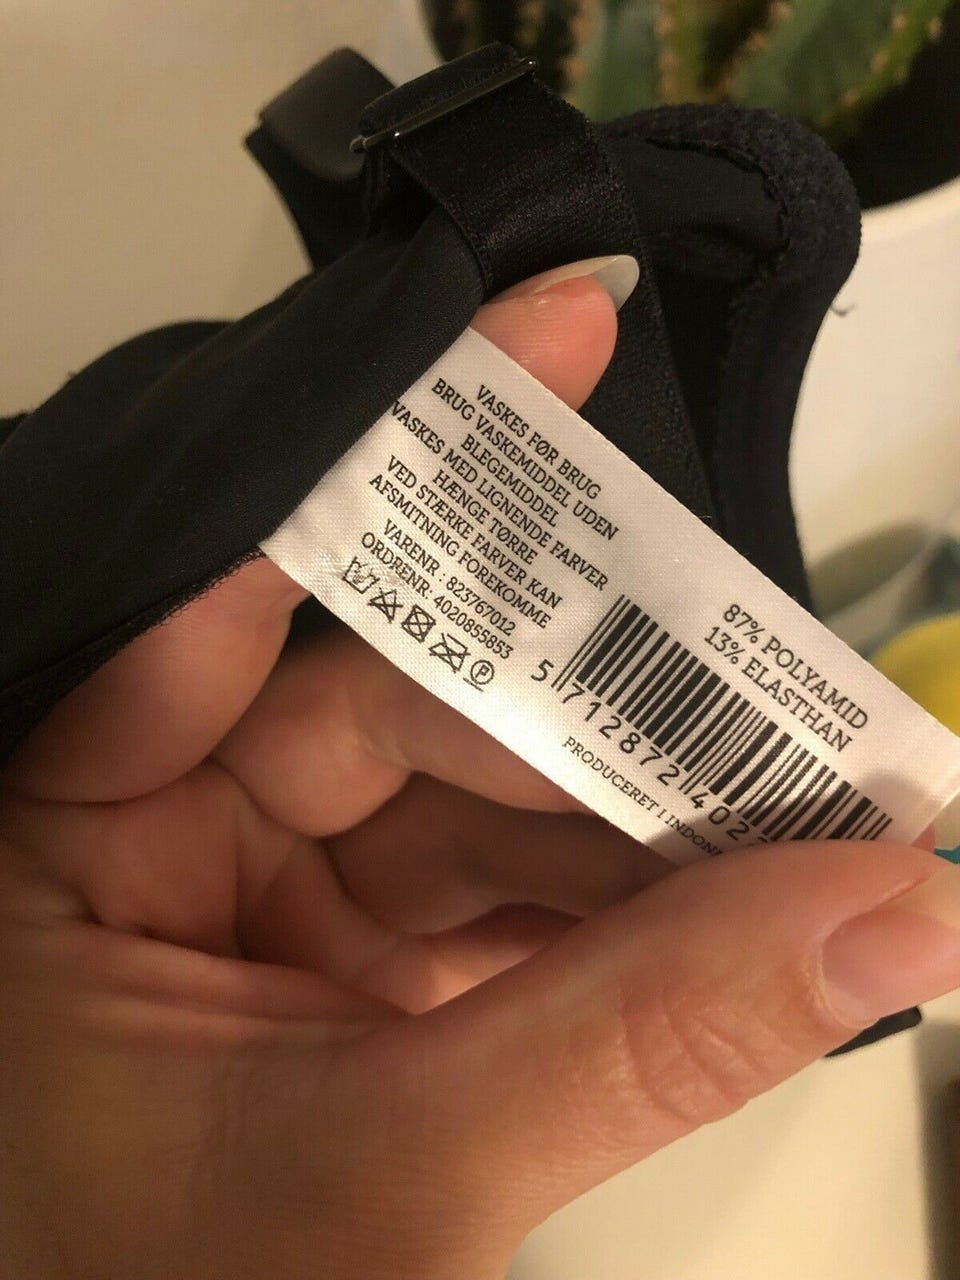 VASKES FØR BRUG
BRUG VASKEMIDDEL UDEN
BLEGEMIDDEL
VASKES MED LIGNENDE FARVER
HÆNGE TØRRE
VED STÆRKE FARVER KAN
AFSMITNING FOREKOMME
VARENR : 823767012
ORDRENR: 4020855853
P
87% POLYAMID
13% ELASTHAN
5 712872 402
PRODUCERET I INDON